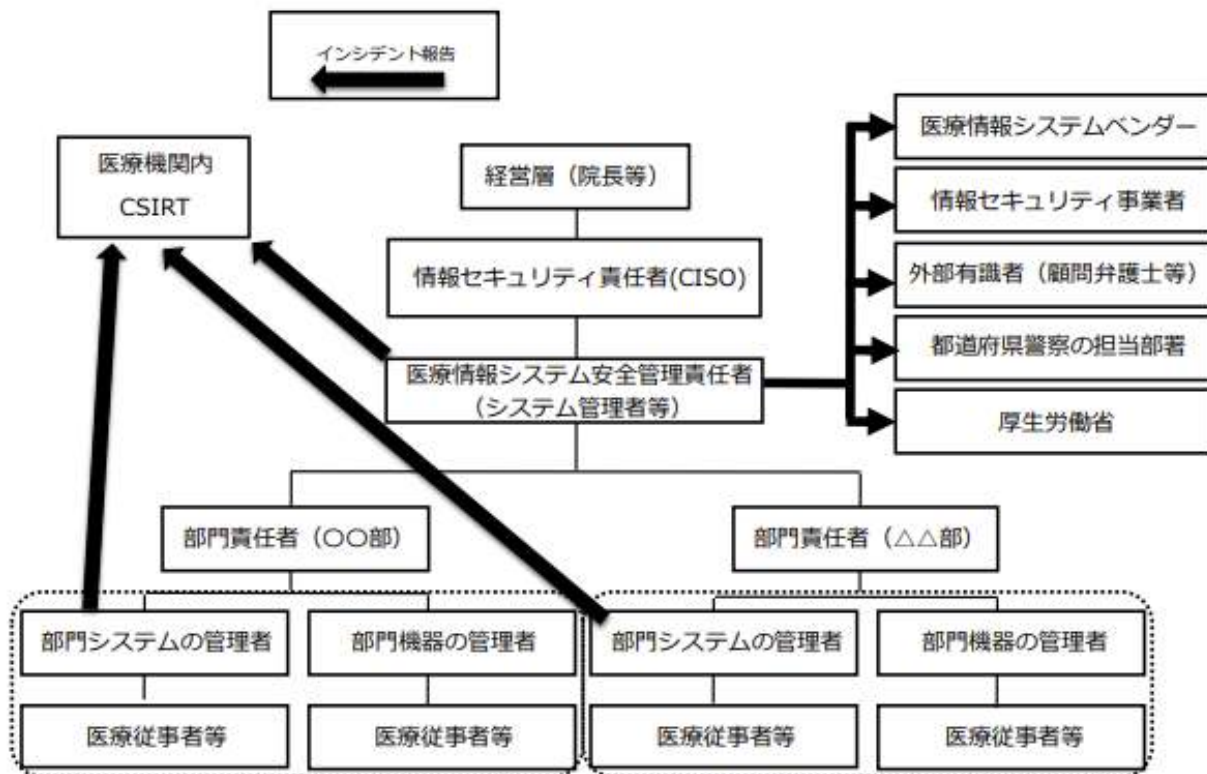 インシデント報告
医療機関内
CSIRT
経営層（院長等）
情報セキュリティ責任者(CISO)
医療情報システム安全管理責任者
（システム管理者等）
医療情報システムベンダー
情報セキュリティ事業者
外部有識者（顧問弁護士等）
都道府県警察の担当部署
厚生労働省
部門責任者（〇〇部）
部門責任者（△△部）
部門システムの管理者
部門機器の管理者
部門システムの管理者
部門機器の管理者
医療従事者等
医療従事者等
医療従事者等
医療従事者等